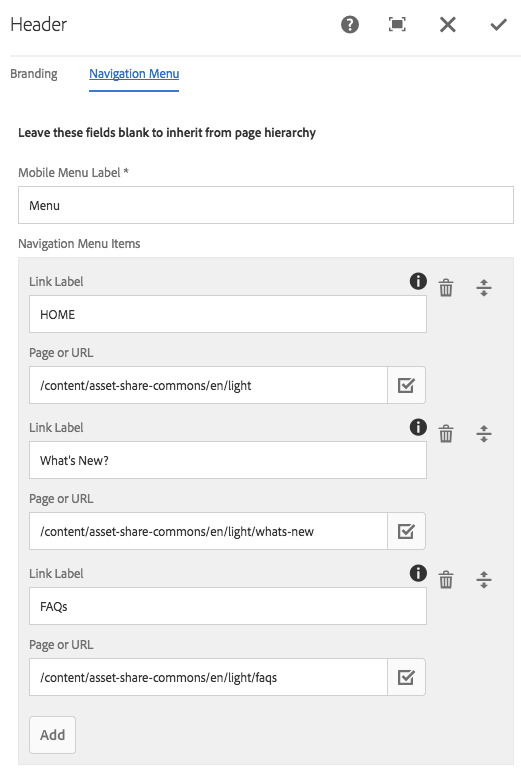 Header
Branding
Navigation Menu
Leave these fields blank to inherit from page hierarchy
Mobile Menu Label *
Menu
Navigation Menu Items
Link Label
HOME
Page or URL
/content/asset-share-commons/en/light
Link Label
What's New?
Page or URL
/content/asset-share-commons/en/light/whats-new
Link Label
FAQs
Page or URL
/content/asset-share-commons/en/light/faqs
Add